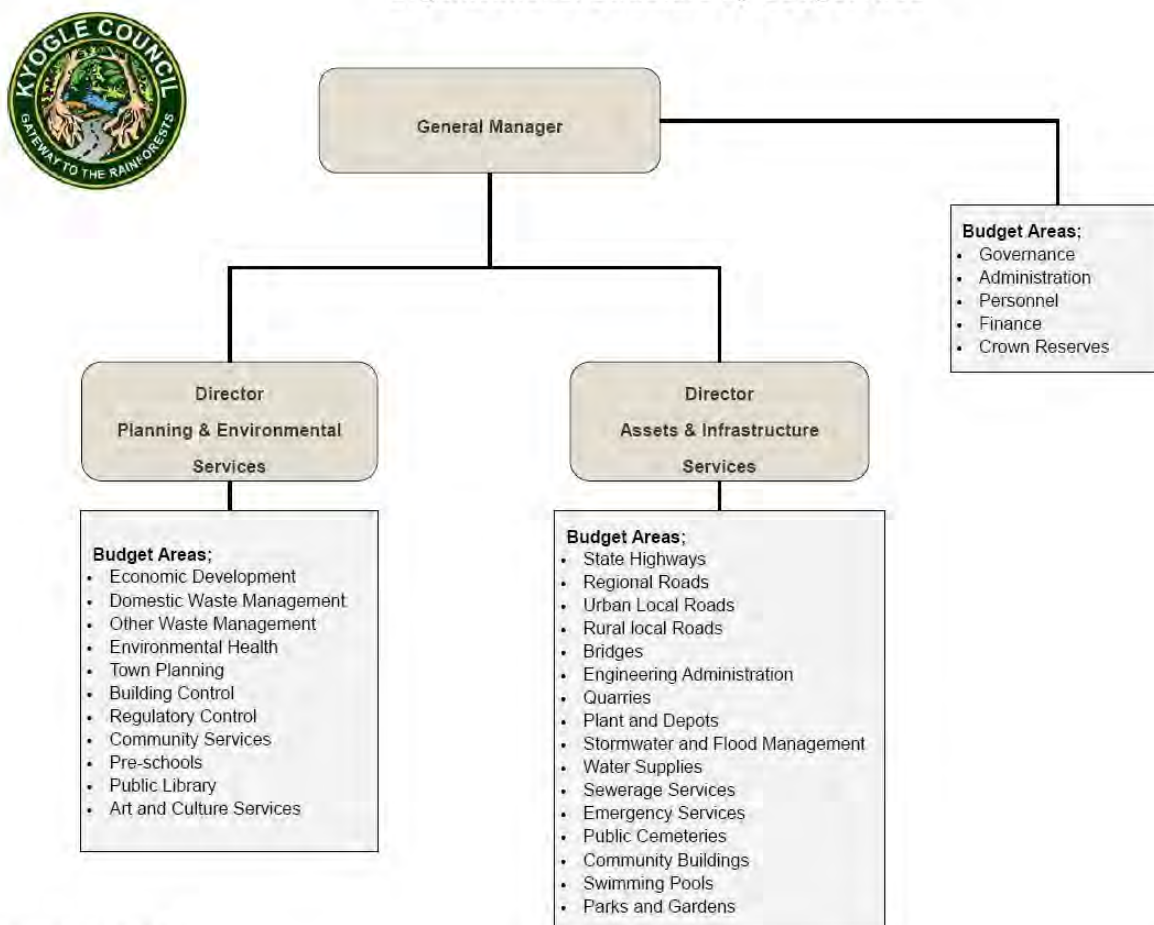 KYOGLE COUNCIL
GATEWAY TO THE RAINFORESTS
General Manager
Budget Areas;
• Governance
• Administration
• Personnel
• Finance
• Crown Reserves
Director
Planning & Environmental
Services
Director
Assets & Infrastructure
Services
Budget Areas;
• Economic Development
• Domestic Waste Management
• Other Waste Management
• Environmental Health
• Town Planning
• Building Control
• Regulatory Control
• Community Services
• Pre-schools
• Public Library
• Art and Culture Services
Budget Areas;
• State Highways
• Regional Roads
• Urban Local Roads
• Rural local Roads
• Bridges
• Engineering Administration
• Quarries
• Plant and Depots
• Stormwater and Flood Management
• Water Supplies
• Sewerage Services
• Emergency Services
• Public Cemeteries
• Community Buildings
• Swimming Pools
• Parks and Gardens